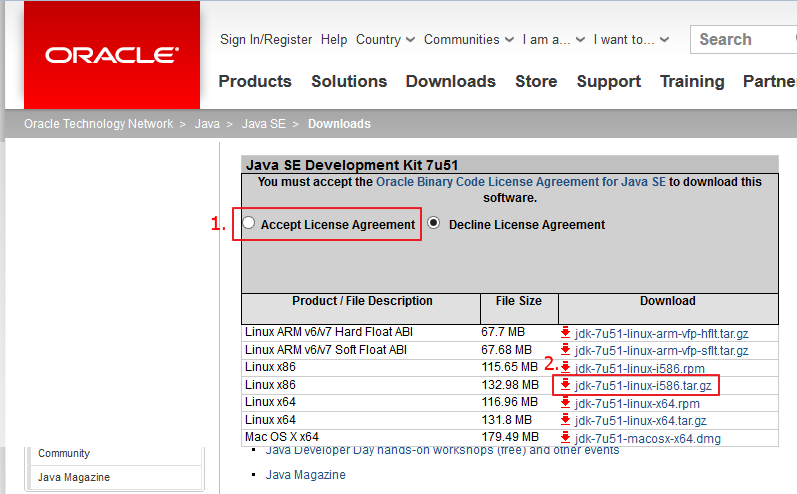 ORACLE
Sign In/Register Help Country Communities I am a... I want to... Search
Products Solutions Downloads Store Support Training Partne
Oracle Technology Network > Java > Java SE > Downloads
Java SE Development Kit 7u51
You must accept the Oracle Binary Code License Agreement for Java SE to download this
software.
1. Accept License Agreement Decline License Agreement
Product / File Description File Size Download
Linux ARM v6/v7 Hard Float ABI 67.7 MB jdk-7u51-linux-arm-vfp-hflt.tar.gz
Linux ARM v6/v7 Soft Float ABI 67.68 MB jdk-7u51-linux-arm-vfp-sflt.tar.gz
Linux x86 115.65 MB jdk-7u51-linux-i586.rpm
2.
Linux x86 132.98 MB jdk-7u51-linux-i586.tar.gz
Linux x64 116.96 MB jdk-7u51-linux-x64.rpm
Linux x64 131.8 MB jdk-7u51-linux-x64.tar.gz
Mac OS X x64 179.49 MB jdk-7u51-macosx-x64.dmg
Community
Java Magazine
Java Developer Day hands-on workshops (free) and other events
Java Magazine